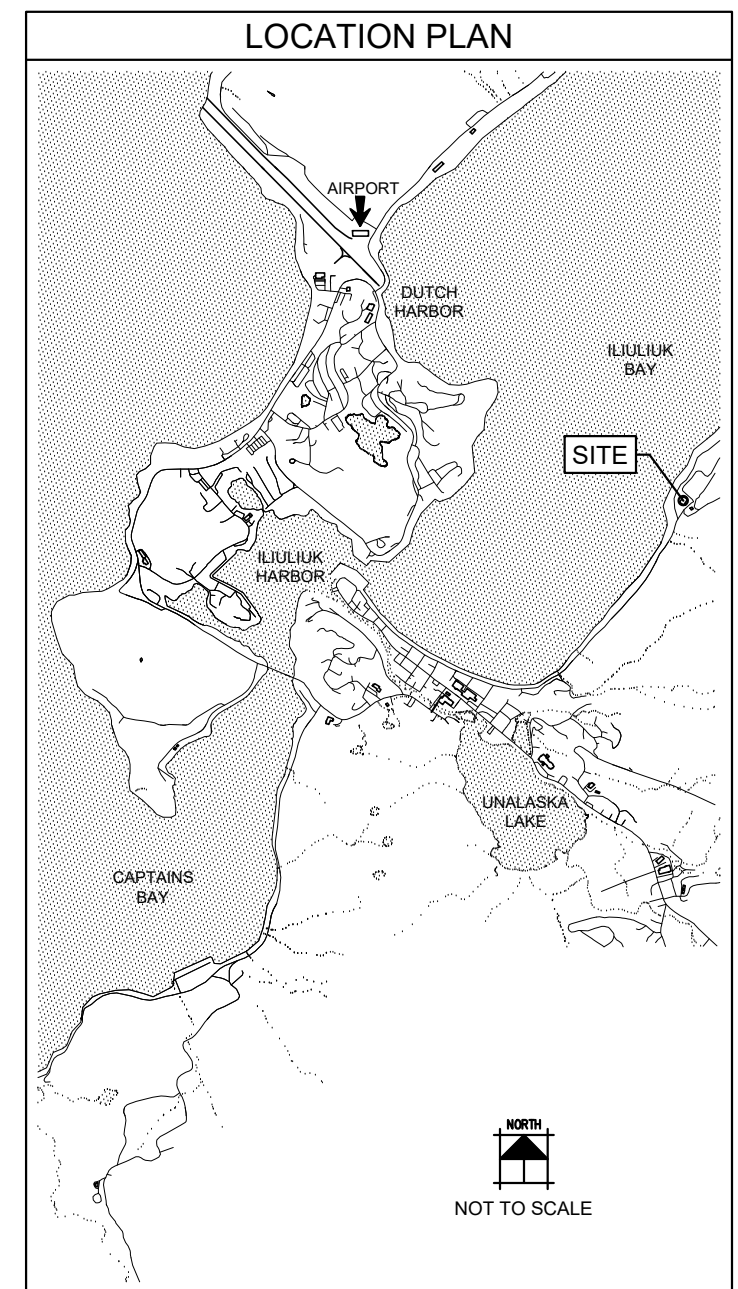 LOCATION PLAN
AIRPORT
DUTCH
HARBOR
ILIULIUK
BAY
SITE
ILIULIUK
HARBOR
UNALASKA
LAKE
CAPTAINS
BAY
NORTH
NOT TO SCALE